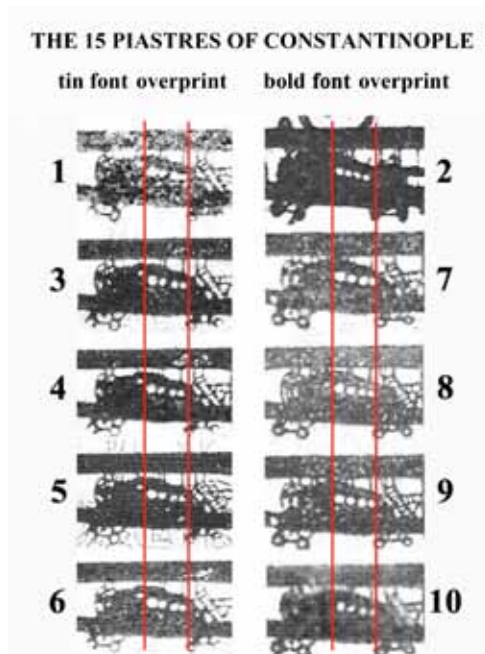 THE 15 PIASTRES OF CONSTANTINOPLE
tin font overprint bold font overprint
1 2
3 7
4 8
5 9
6 10